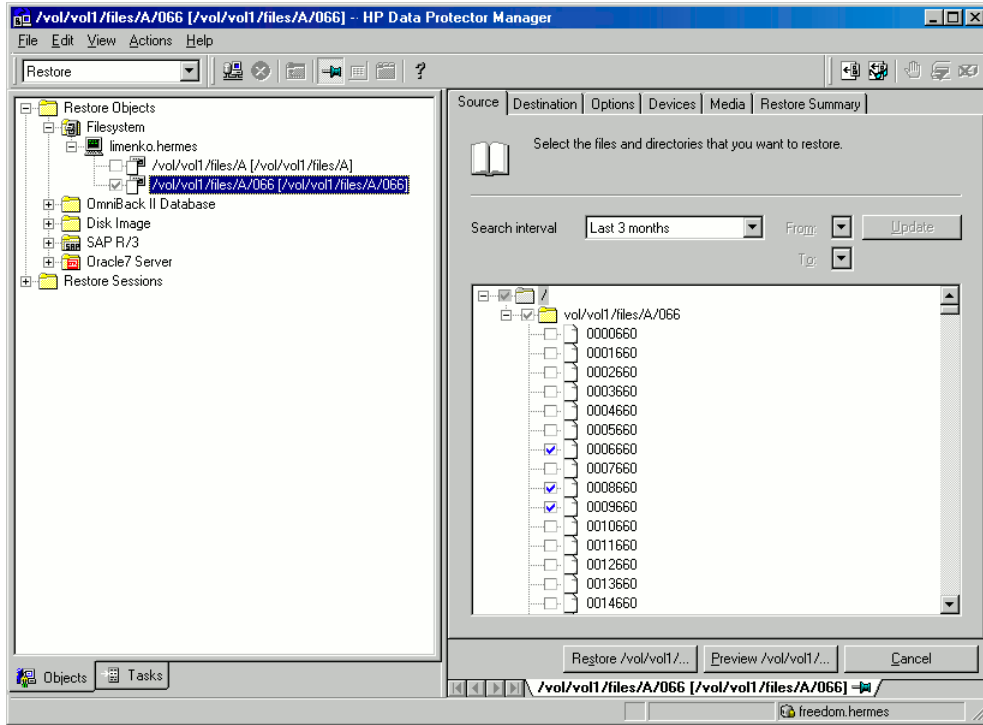 /vol/vol1/files/A/066 [/vol/vol1/files/A/066] -- HP Data Protector Manager
File Edit View Actions Help
Restore
?
Restore Objects
Filesystem
limenko.hermes
/vol/vol1/files/A [/vol/vol1/files/A]
/vol/vol1/files/A/066 [/vol/vol1/files/A/066]
OmniBack II Database
Disk Image
SAP R/3
Oracle7 Server
Restore Sessions
Objects Tasks
Source Destination Options Devices Media Restore Summary
Select the files and directories that you want to restore.
Search interval Last 3 months From: Update
To:
/
vol/vol1/files/A/066
0000660
0001660
0002660
0003660
0004660
0005660
0006660
0007660
0008660
0009660
0010660
0011660
0012660
0013660
0014660
Restore /vol/vol1/... Preview /vol/vol1/... Cancel
/vol/vol1/files/A/066 [/vol/vol1/files/A/066]
freedom.hermes